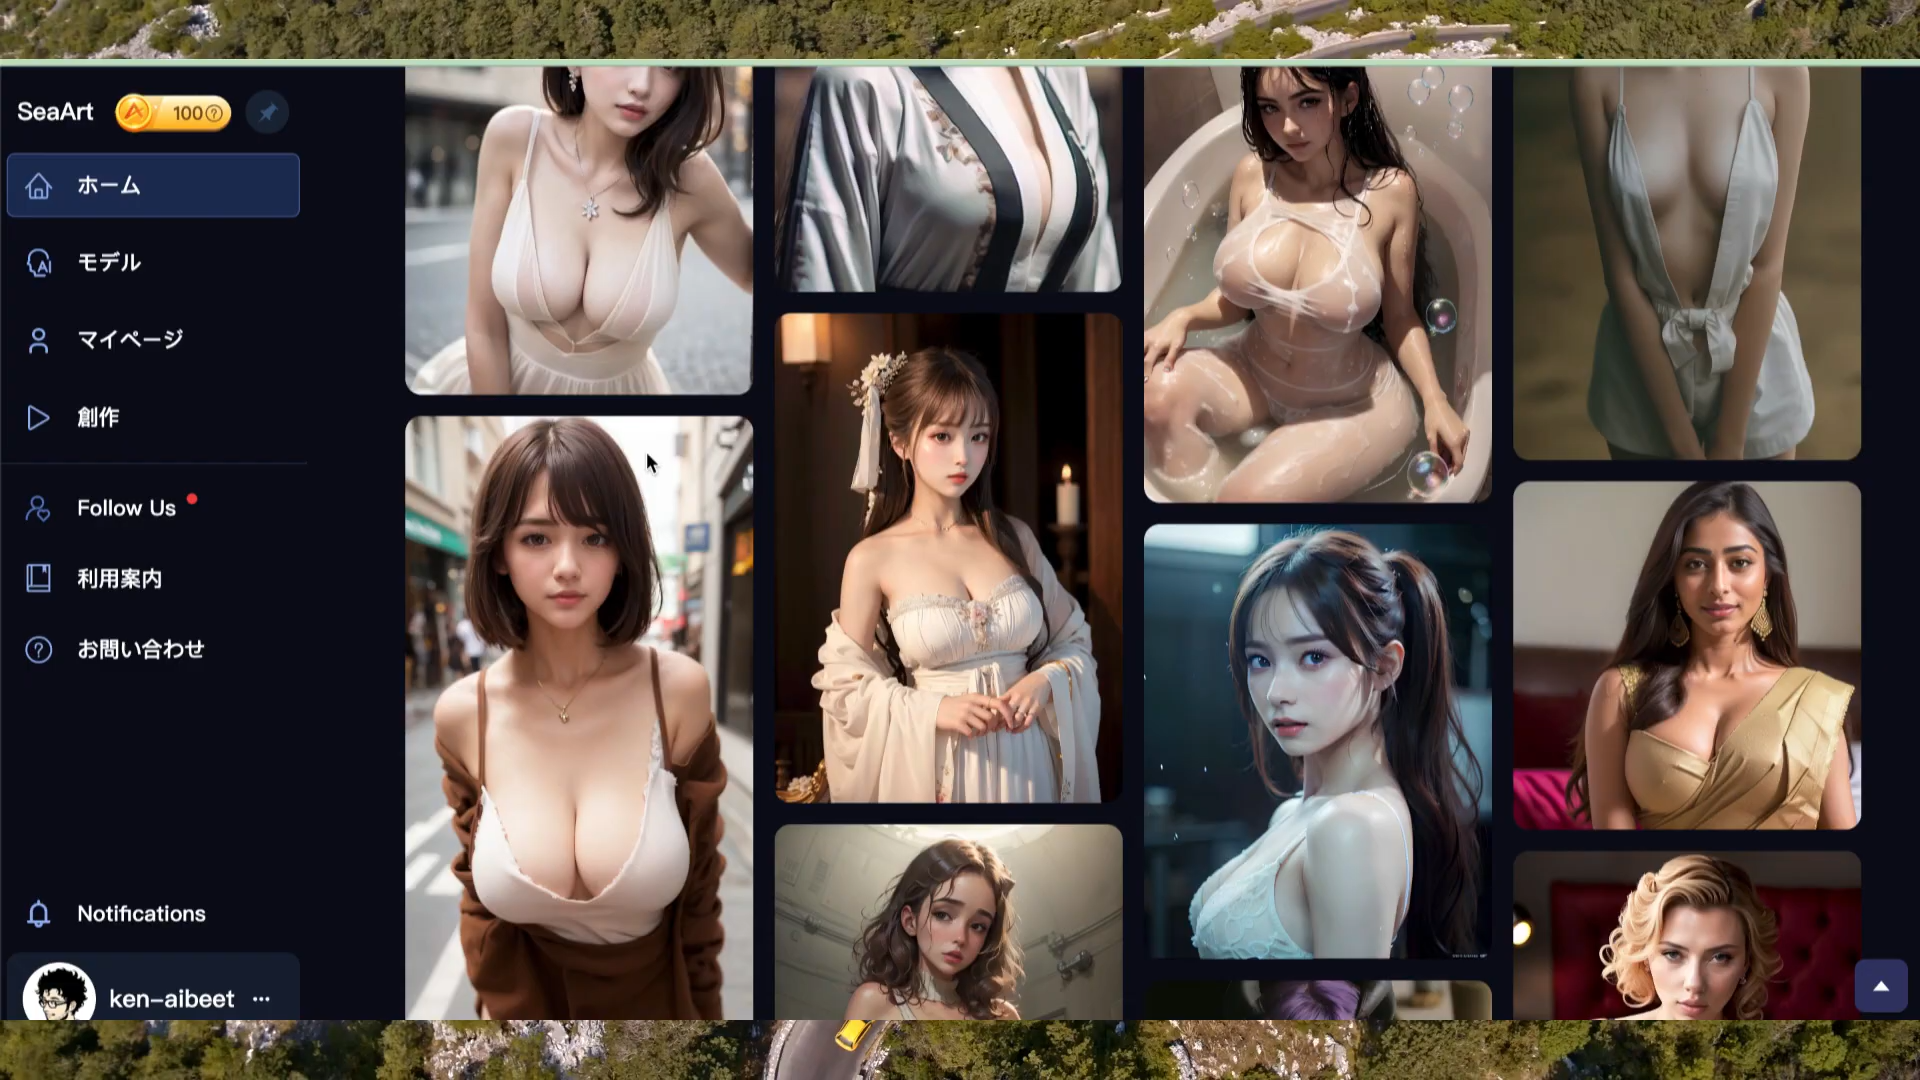 SeaArt
100
ホーム
モデル
マイページ
創作
Follow Us
利用案内
お問い合わせ
Notifications
ken-aibeet